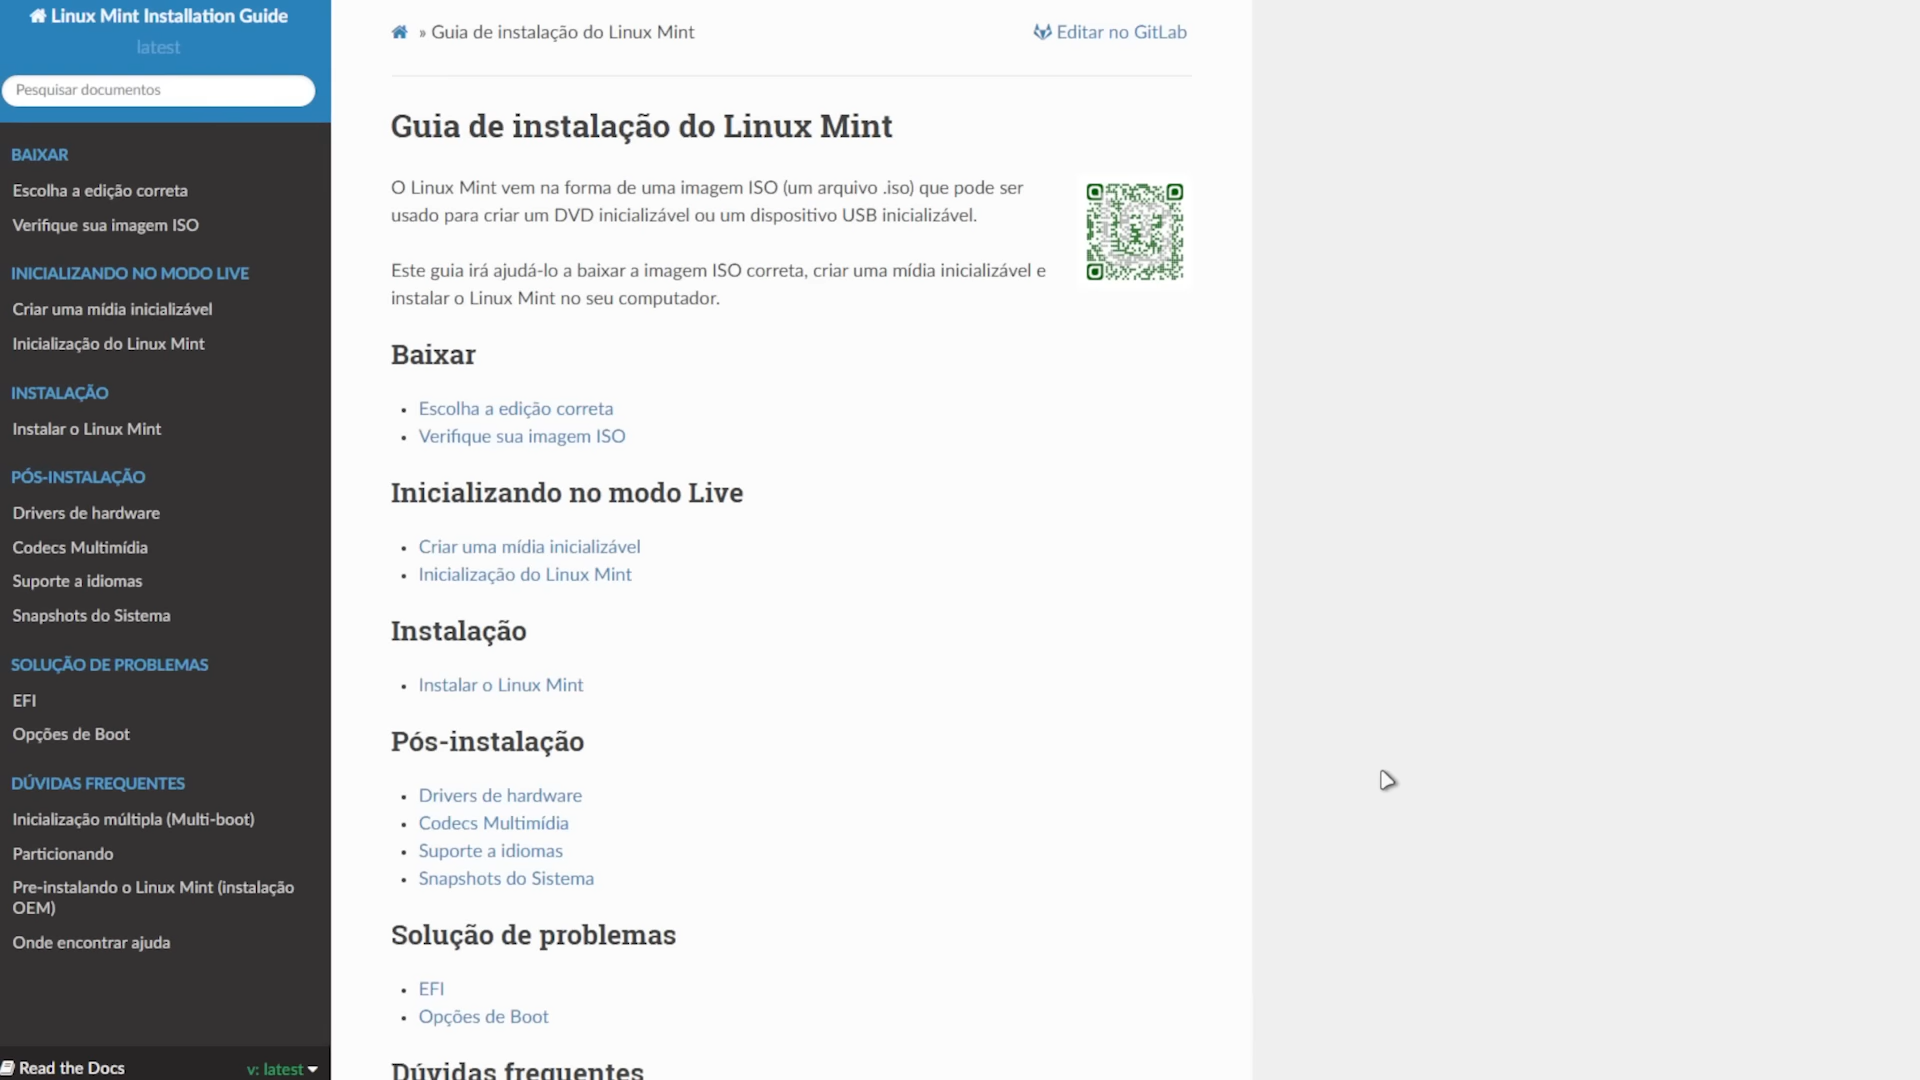 Linux Mint Installation Guide
latest
Pesquisar documentos
BAIXAR
Escolha a edição correta
Verifique sua imagem ISO
INICIALIZANDO NO MODO LIVE
Criar uma mídia inicializável
Inicialização do Linux Mint
INSTALAÇÃO
Instalar o Linux Mint
PÓS-INSTALAÇÃO
Drivers de hardware
Codecs Multimídia
Suporte a idiomas
Snapshots do Sistema
SOLUÇÃO DE PROBLEMAS
EFI
Opções de Boot
DÚVIDAS FREQUENTES
Inicialização múltipla (Multi-boot)
Particionando
Pre-instalando o Linux Mint (instalação
OEM)
Onde encontrar ajuda
Read the Docs
v: latest
» Guia de instalação do Linux Mint
Editar no GitLab
Guia de instalação do Linux Mint
O Linux Mint vem na forma de uma imagem ISO (um arquivo .iso) que pode ser
usado para criar um DVD inicializável ou um dispositivo USB inicializável.
Este guia irá ajudá-lo a baixar a imagem ISO correta, criar uma mídia inicializável e
instalar o Linux Mint no seu computador.
Baixar
• Escolha a edição correta
• Verifique sua imagem ISO
Inicializando no modo Live
• Criar uma mídia inicializável
• Inicialização do Linux Mint
Instalação
• Instalar o Linux Mint
Pós-instalação
• Drivers de hardware
• Codecs Multimídia
• Suporte a idiomas
• Snapshots do Sistema
Solução de problemas
• EFI
• Opções de Boot
Dúvidas frequentes